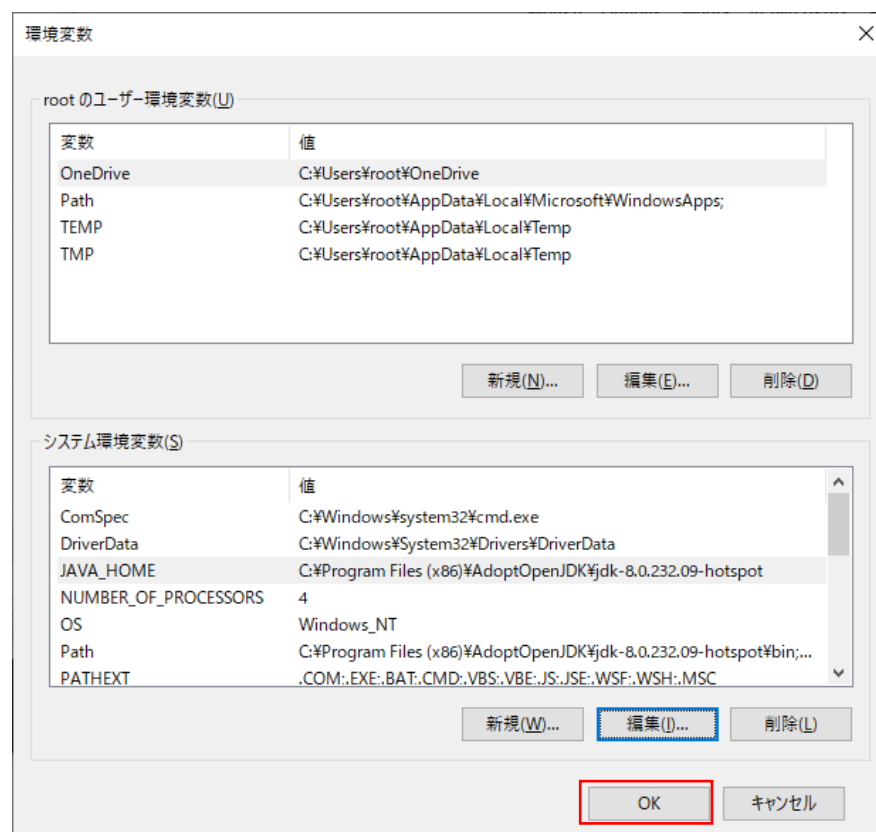 環境変数
root のユーザー環境変数(U)
変数 値
OneDrive C:¥Users¥root¥OneDrive
Path C:¥Users¥root¥AppData¥Local¥Microsoft¥WindowsApps;
TEMP C:¥Users¥root¥AppData¥Local¥Temp
TMP C:¥Users¥root¥AppData¥Local¥Temp
新規(N)... 編集(E)... 削除(D)
システム環境変数(S)
変数 値
ComSpec C:¥Windows¥system32¥cmd.exe
DriverData C:¥Windows¥System32¥Drivers¥DriverData
JAVA_HOME C:¥Program Files (x86)¥AdoptOpenJDK¥jdk-8.0.232.09-hotspot
NUMBER_OF_PROCESSORS 4
OS Windows_NT
Path C:¥Program Files (x86)¥AdoptOpenJDK¥jdk-8.0.232.09-hotspot¥bin;...
PATHEXT .COM;.EXE;.BAT;.CMD;.VBS;.VBE;.JS;.JSE;.WSF;.WSH;.MSC
新規(W)... 編集(I)... 削除(L)
OK キャンセル